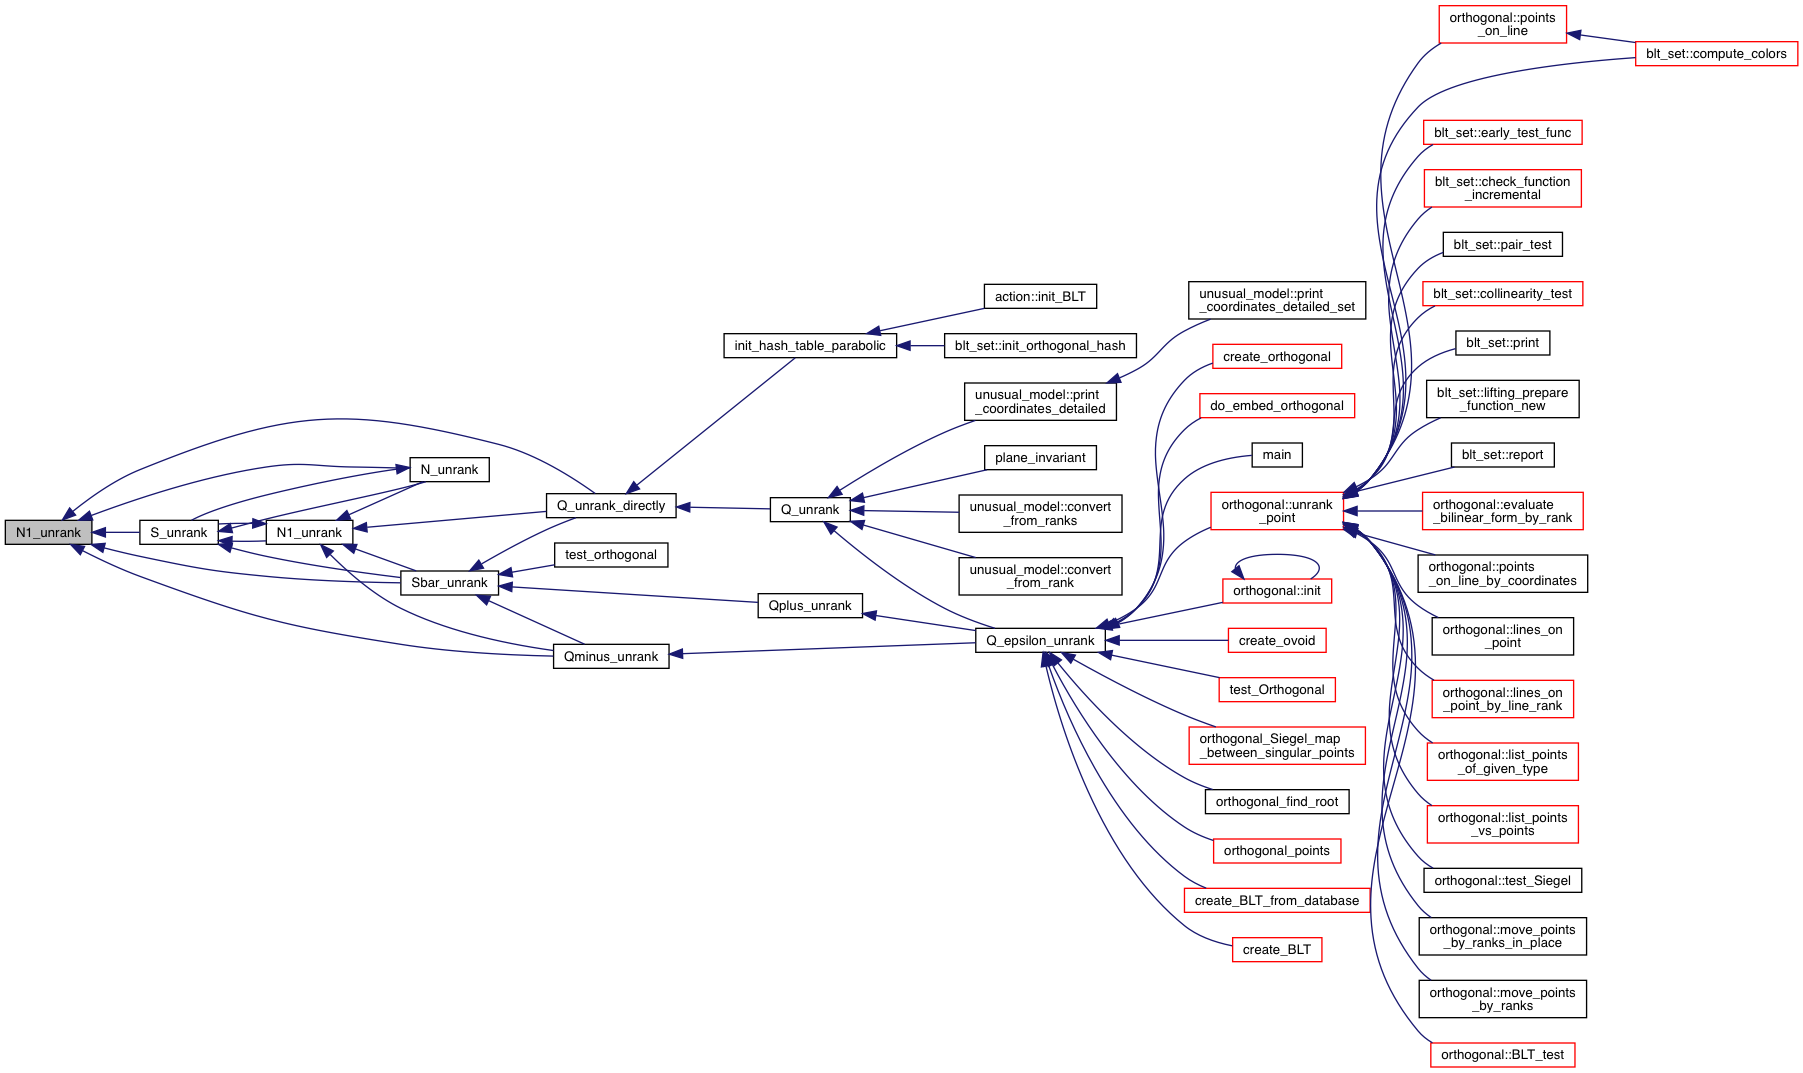 N1_unrank
S_unrank
N1_unrank
N_unrank
Sbar_unrank
Q_unrank_directly
test_orthogonal
Qminus_unrank
init_hash_table_parabolic
Q_unrank
Qplus_unrank
action::init_BLT
blt_set::init_orthogonal_hash
unusual_model::print
_coordinates_detailed
plane_invariant
unusual_model::convert
_from_ranks
unusual_model::convert
_from_rank
Q_epsilon_unrank
unusual_model::print
_coordinates_detailed_set
create_orthogonal
do_embed_orthogonal
main
orthogonal::unrank
_point
orthogonal::init
create_ovoid
test_Orthogonal
orthogonal_Siegel_map
_between_singular_points
orthogonal_find_root
orthogonal_points
create_BLT_from_database
create_BLT
orthogonal::points
_on_line
blt_set::compute_colors
blt_set::early_test_func
blt_set::check_function
_incremental
blt_set::pair_test
blt_set::collinearity_test
blt_set::print
blt_set::lifting_prepare
_function_new
blt_set::report
orthogonal::evaluate
_bilinear_form_by_rank
orthogonal::points
_on_line_by_coordinates
orthogonal::lines_on
_point
orthogonal::lines_on
_point_by_line_rank
orthogonal::list_points
_of_given_type
orthogonal::list_points
_vs_points
orthogonal::test_Siegel
orthogonal::move_points
_by_ranks_in_place
orthogonal::move_points
_by_ranks
orthogonal::BLT_test